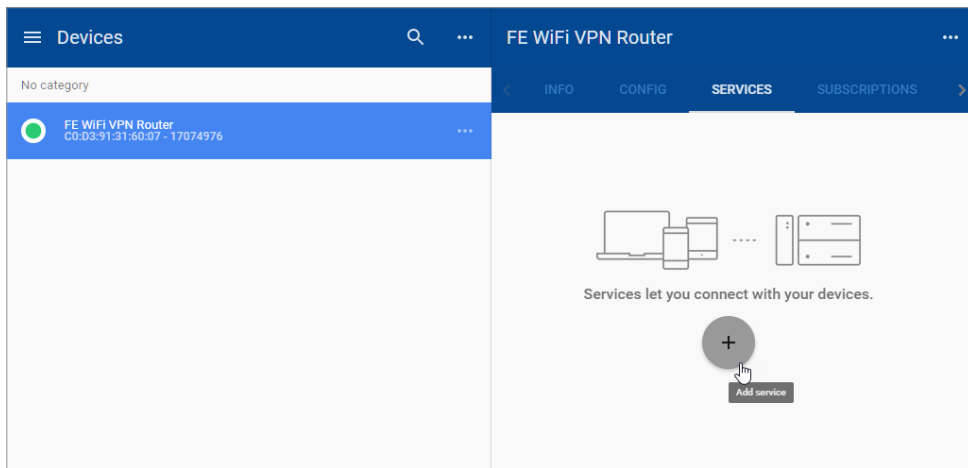 Devices
No category
FE WiFi VPN Router
C0:D3:91:31:60:07 - 17074976
FE WiFi VPN Router
INFO CONFIG SERVICES SUBSCRIPTIONS
Services let you connect with your devices.
Add service